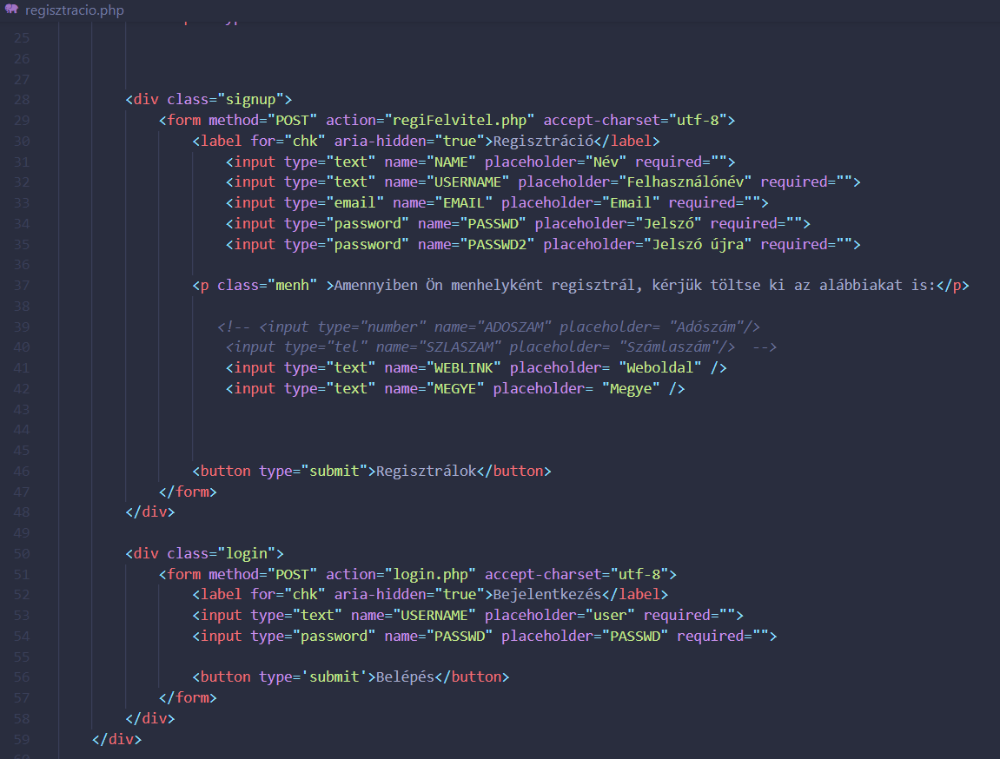 regisztracio.php
25
26
27
28 <div class="signup">
29 <form method="POST" action="regiFelvitel.php" accept-charset="utf-8">
30 <label for="chk" aria-hidden="true">Regisztráció</label>
31 <input type="text" name="NAME" placeholder="Név" required="">
32 <input type="text" name="USERNAME" placeholder="Felhasználónév" required="">
33 <input type="email" name="EMAIL" placeholder="Email" required="">
34 <input type="password" name="PASSWD" placeholder="Jelszó" required="">
35 <input type="password" name="PASSWD2" placeholder="Jelszó újra" required="">
36
37 <p class="menh" >Amennyiben Ön menhelyként regisztrál, kérjük töltse ki az alábbiakat is:</p>
38
39 <!-- <input type="number" name="ADOSZAM" placeholder= "Adószám"/>
40 <input type="tel" name="SZLASZAM" placeholder= "Számlaszám"/>  -->
41 <input type="text" name="WEBLINK" placeholder= "Weboldal" />
42 <input type="text" name="MEGYE" placeholder= "Megye" />
43
44
45
46 <button type="submit">Regisztrálok</button>
47 </form>
48 </div>
49
50 <div class="login">
51 <form method="POST" action="login.php" accept-charset="utf-8">
52 <label for="chk" aria-hidden="true">Bejelentkezés</label>
53 <input type="text" name="USERNAME" placeholder="user" required="">
54 <input type="password" name="PASSWD" placeholder="PASSWD" required="">
55
56 <button type='submit'>Belépés</button>
57 </form>
58 </div>
59 </div>